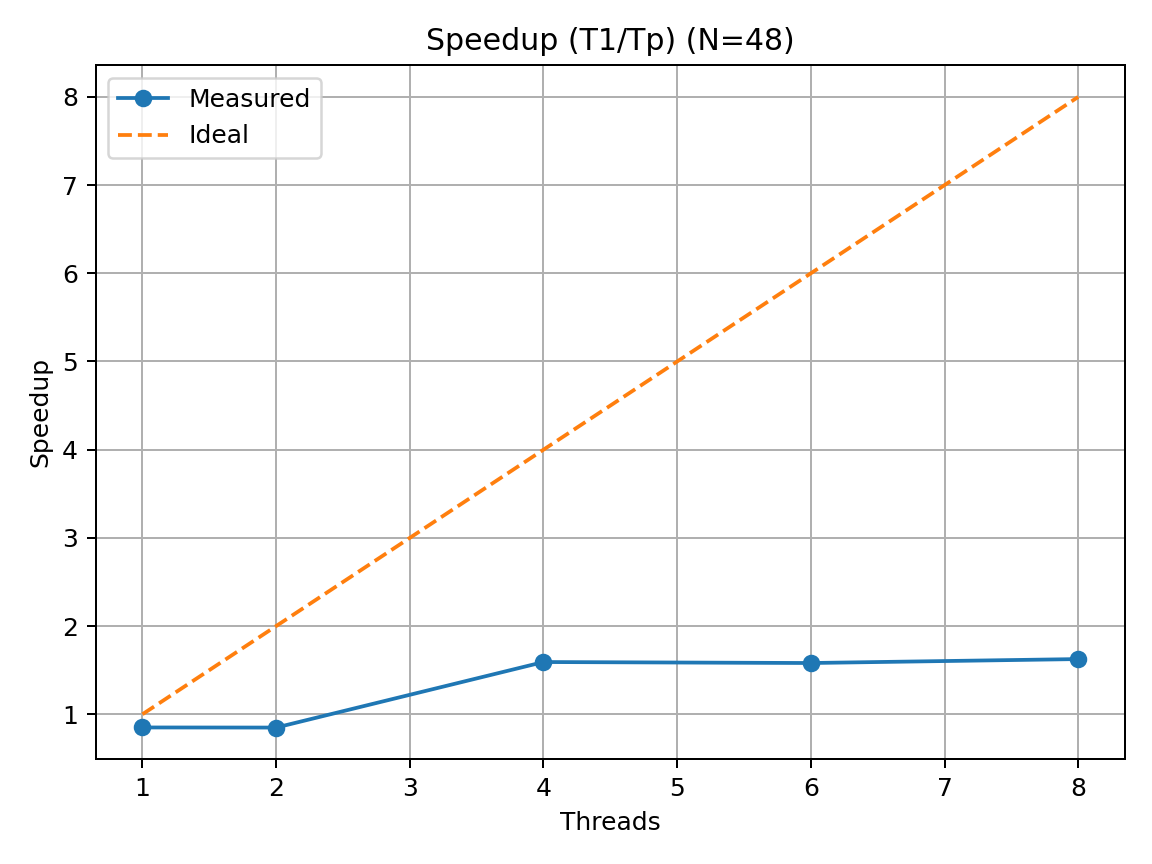 Speedup (T1/Tp) (N=48)
Measured
Ideal
8
7
6
5
4
3
2
1
Speedup
1 2 3 4 5 6 7 8
Threads